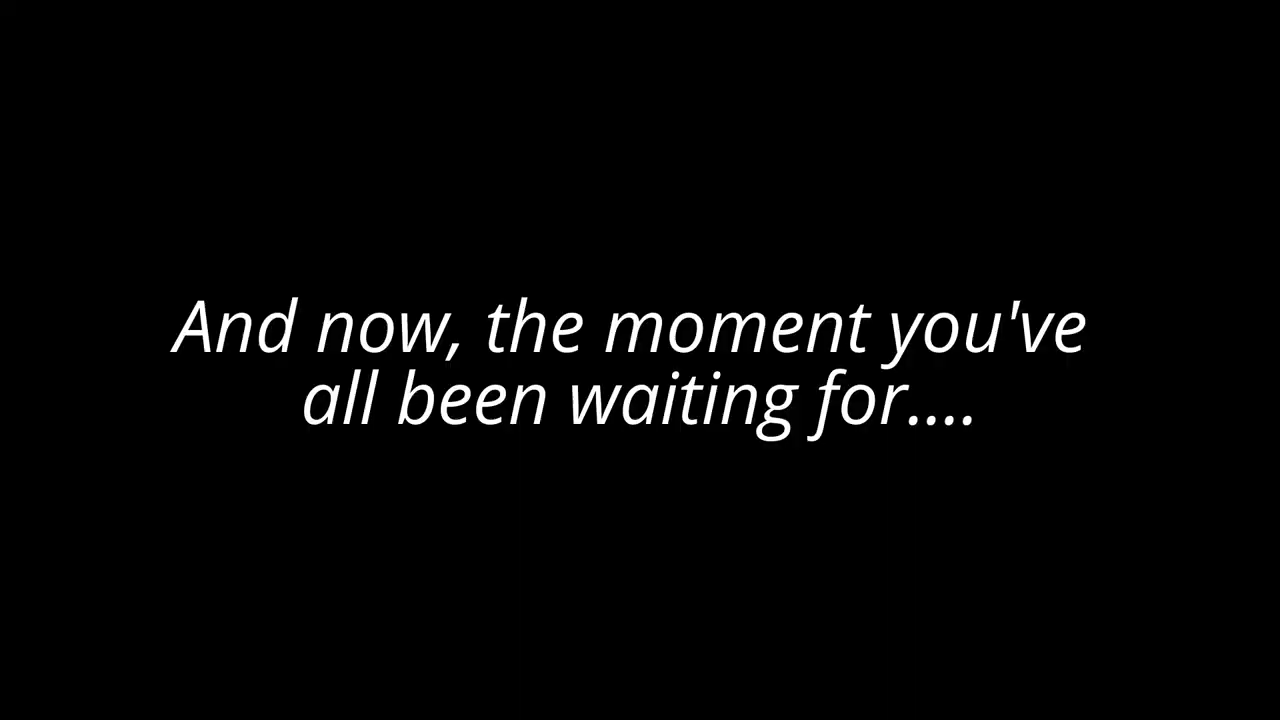 And now, the moment you've
all been waiting for....